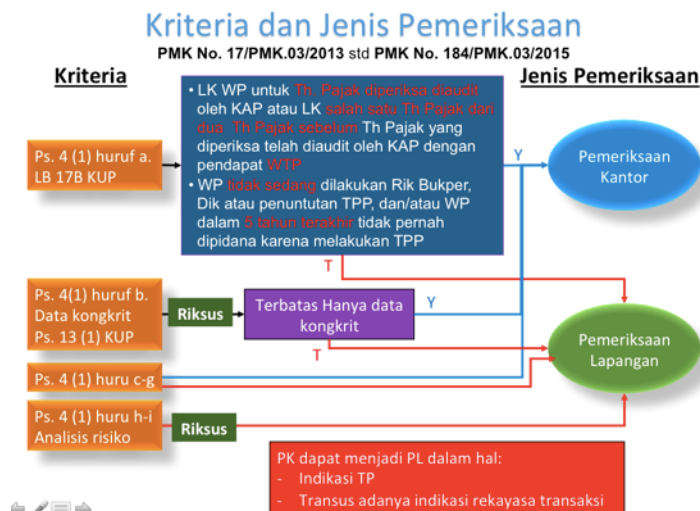 Kriteria dan Jenis Pemeriksaan
PMK No. 17/PMK.03/2013 std PMK No. 184/PMK.03/2015
Kriteria
Jenis Pemeriksaan
Ps. 4 (1) huruf a.
LB 17B KUP
• LK WP untuk Th. Pajak diperiksa diaudit
oleh KAP atau LK salah satu Th Pajak dari
dua Th Pajak sebelum Th Pajak yang
diperiksa telah diaudit oleh KAP dengan
pendapat WTP
• WP tidak sedang dilakukan Rik Bukper,
Dik atau penuntutan TPP, dan/atau WP
dalam 5 tahun terakhir tidak pernah
dipidana karena melakukan TPP
Y
Pemeriksaan
Kantor
T
Ps. 4(1) huruf b.
Data kongkrit
Ps. 13 (1) KUP
Riksus
Terbatas Hanya data
kongkrit
Y
T
Pemeriksaan
Lapangan
Ps. 4 (1) huru c-g
Ps. 4 (1) huru h-i
Analisis risiko
Riksus
PK dapat menjadi PL dalam hal:
- Indikasi TP
- Transus adanya indikasi rekayasa transaksi